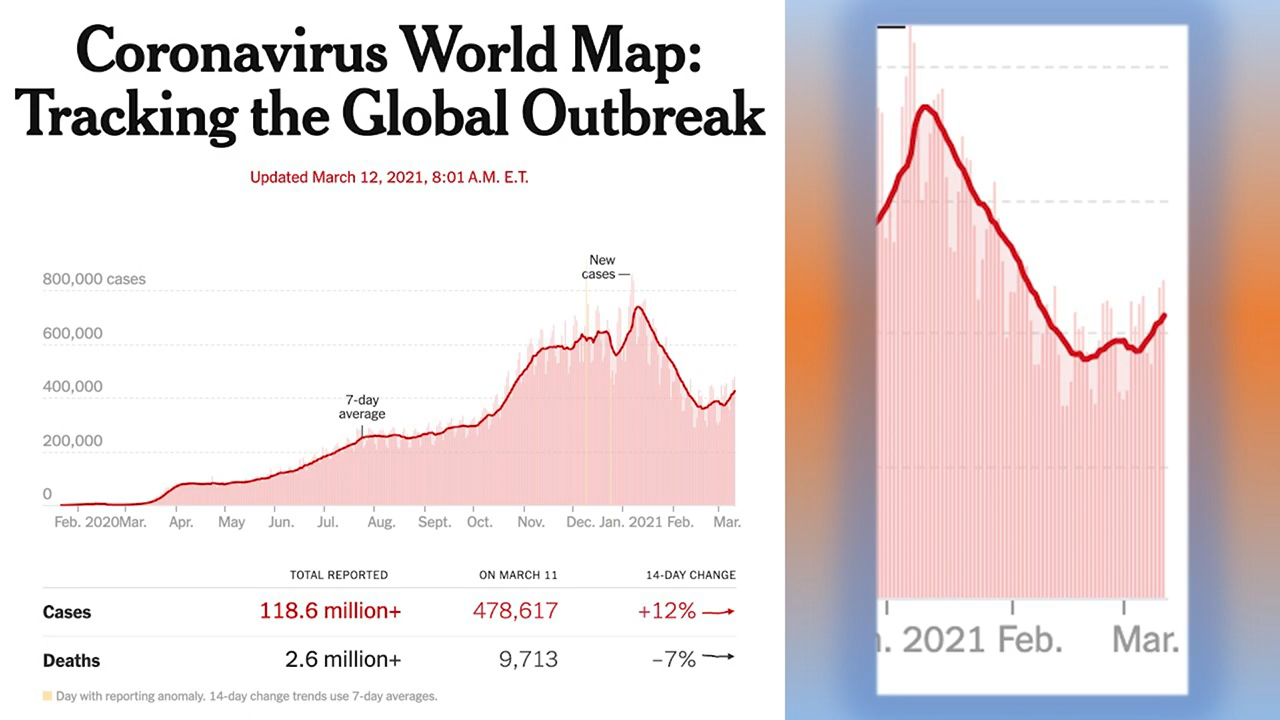 Coronavirus World Map:
Tracking the Global Outbreak
Updated March 12, 2021, 8:01 A.M. E.T.
800,000 cases
600,000
400,000
200,000
0
New
cases
7-day
average
Feb. 2020 Mar. Apr. May Jun. Jul. Aug. Sept. Oct. Nov. Dec. Jan. 2021 Feb. Mar.
TOTAL REPORTED ON MARCH 11 14-DAY CHANGE
Cases 118.6 million+ 478,617 +12% →
Deaths 2.6 million+ 9,713 –7% →
Day with reporting anomaly. 14-day change trends use 7-day averages.
n. 2021 Feb. Mar.